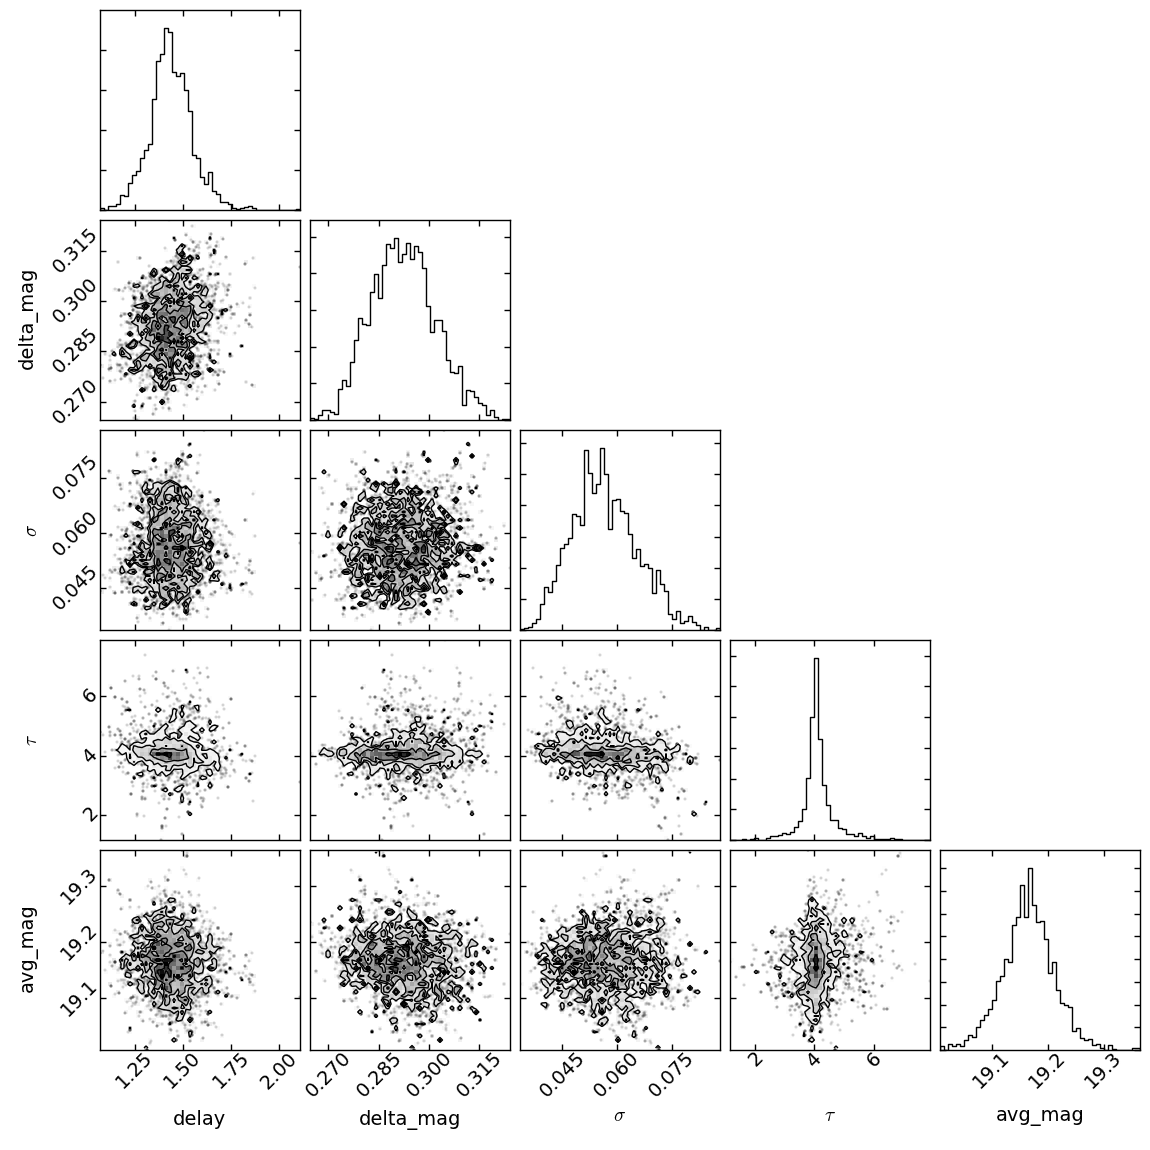 delta_mag
0.315
0.300
0.285
0.270
σ
0.075
0.060
0.045
τ
6
4
2
avg_mag
19.3
19.2
19.1
1.25 1.50 2.00 1.75
0.270 0.285 0.300 0.315
0.045 0.060 0.075
2 4 6
19.1 19.2 19.3
delay delta_mag σ τ avg_mag